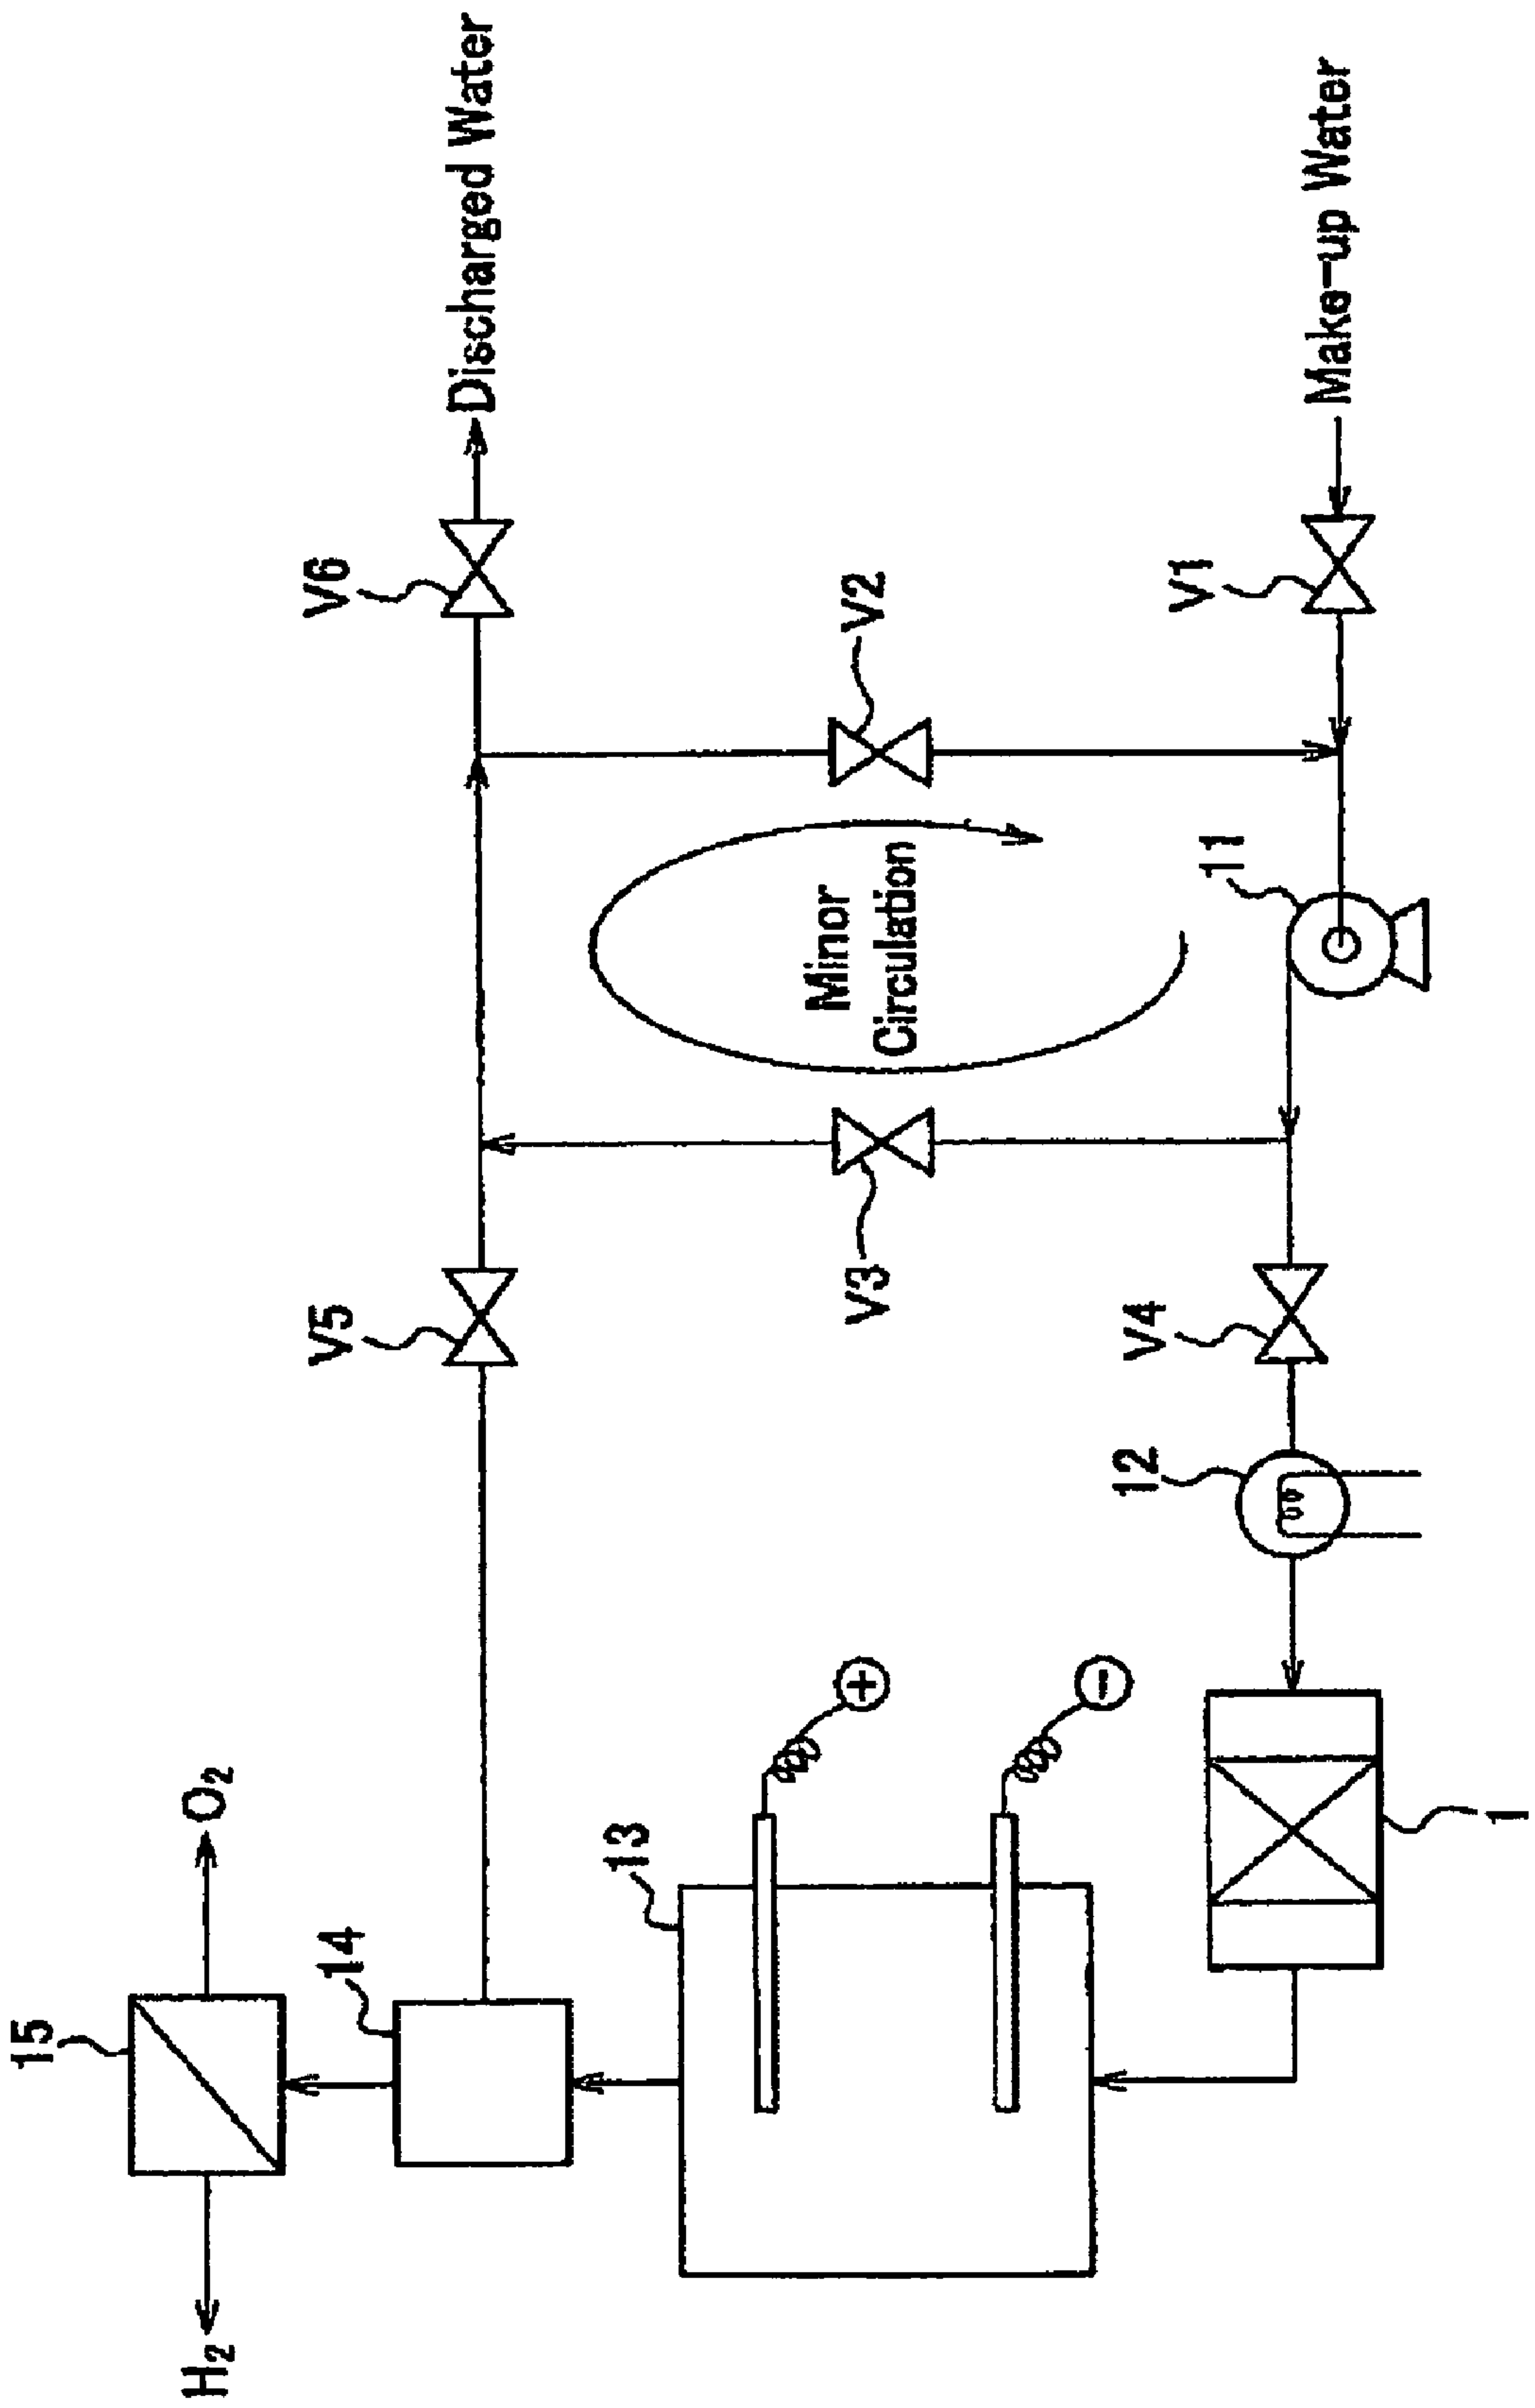 H₂
O₂
15
14
13
1
12
11
V5
V4
V3
Minor
Circulation
V2
V6
V1
Discharged Water
Make-up Water
+
−